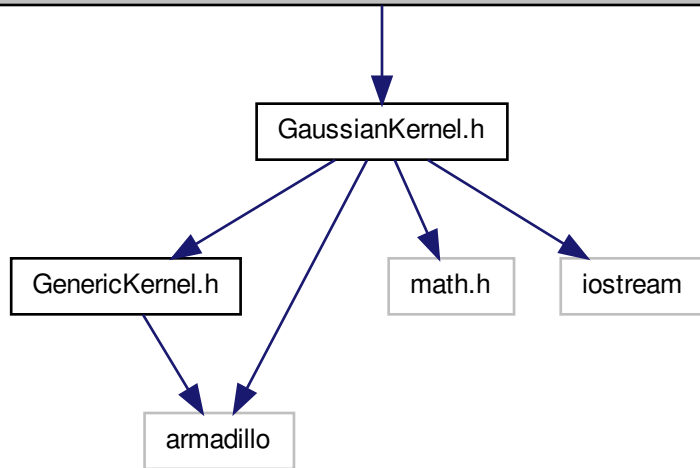 GaussianKernel.h
GenericKernel.h
math.h
iostream
armadillo